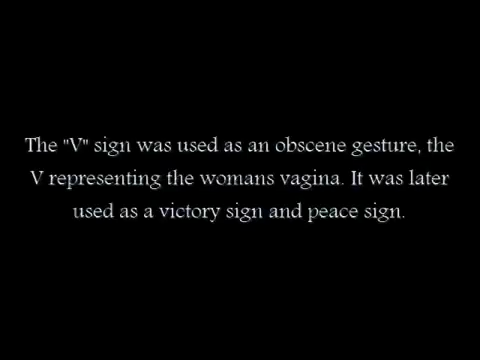 The "V" sign was used as an obscene gesture, the
V representing the womans vagina. It was later
used as a victory sign and peace sign.